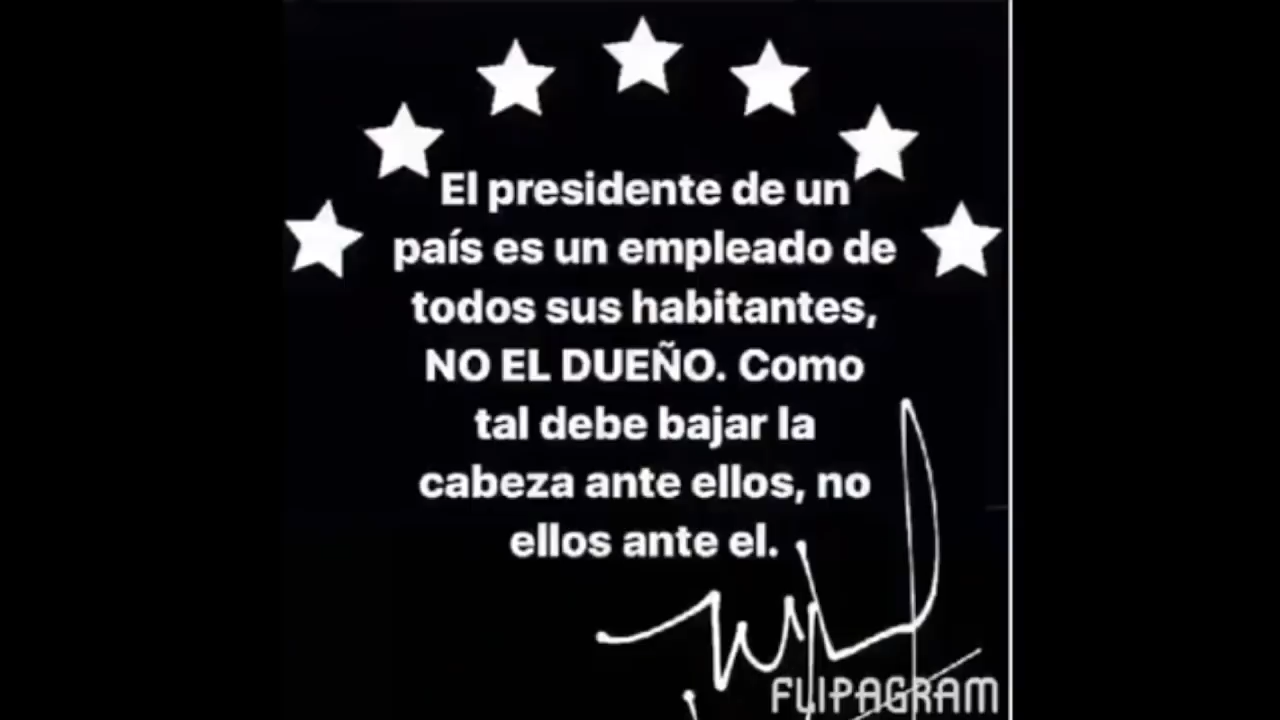 El presidente de un
país es un empleado de
todos sus habitantes,
NO EL DUEÑO. Como
tal debe bajar la
cabeza ante ellos, no
ellos ante el.
FLIPAGRAM